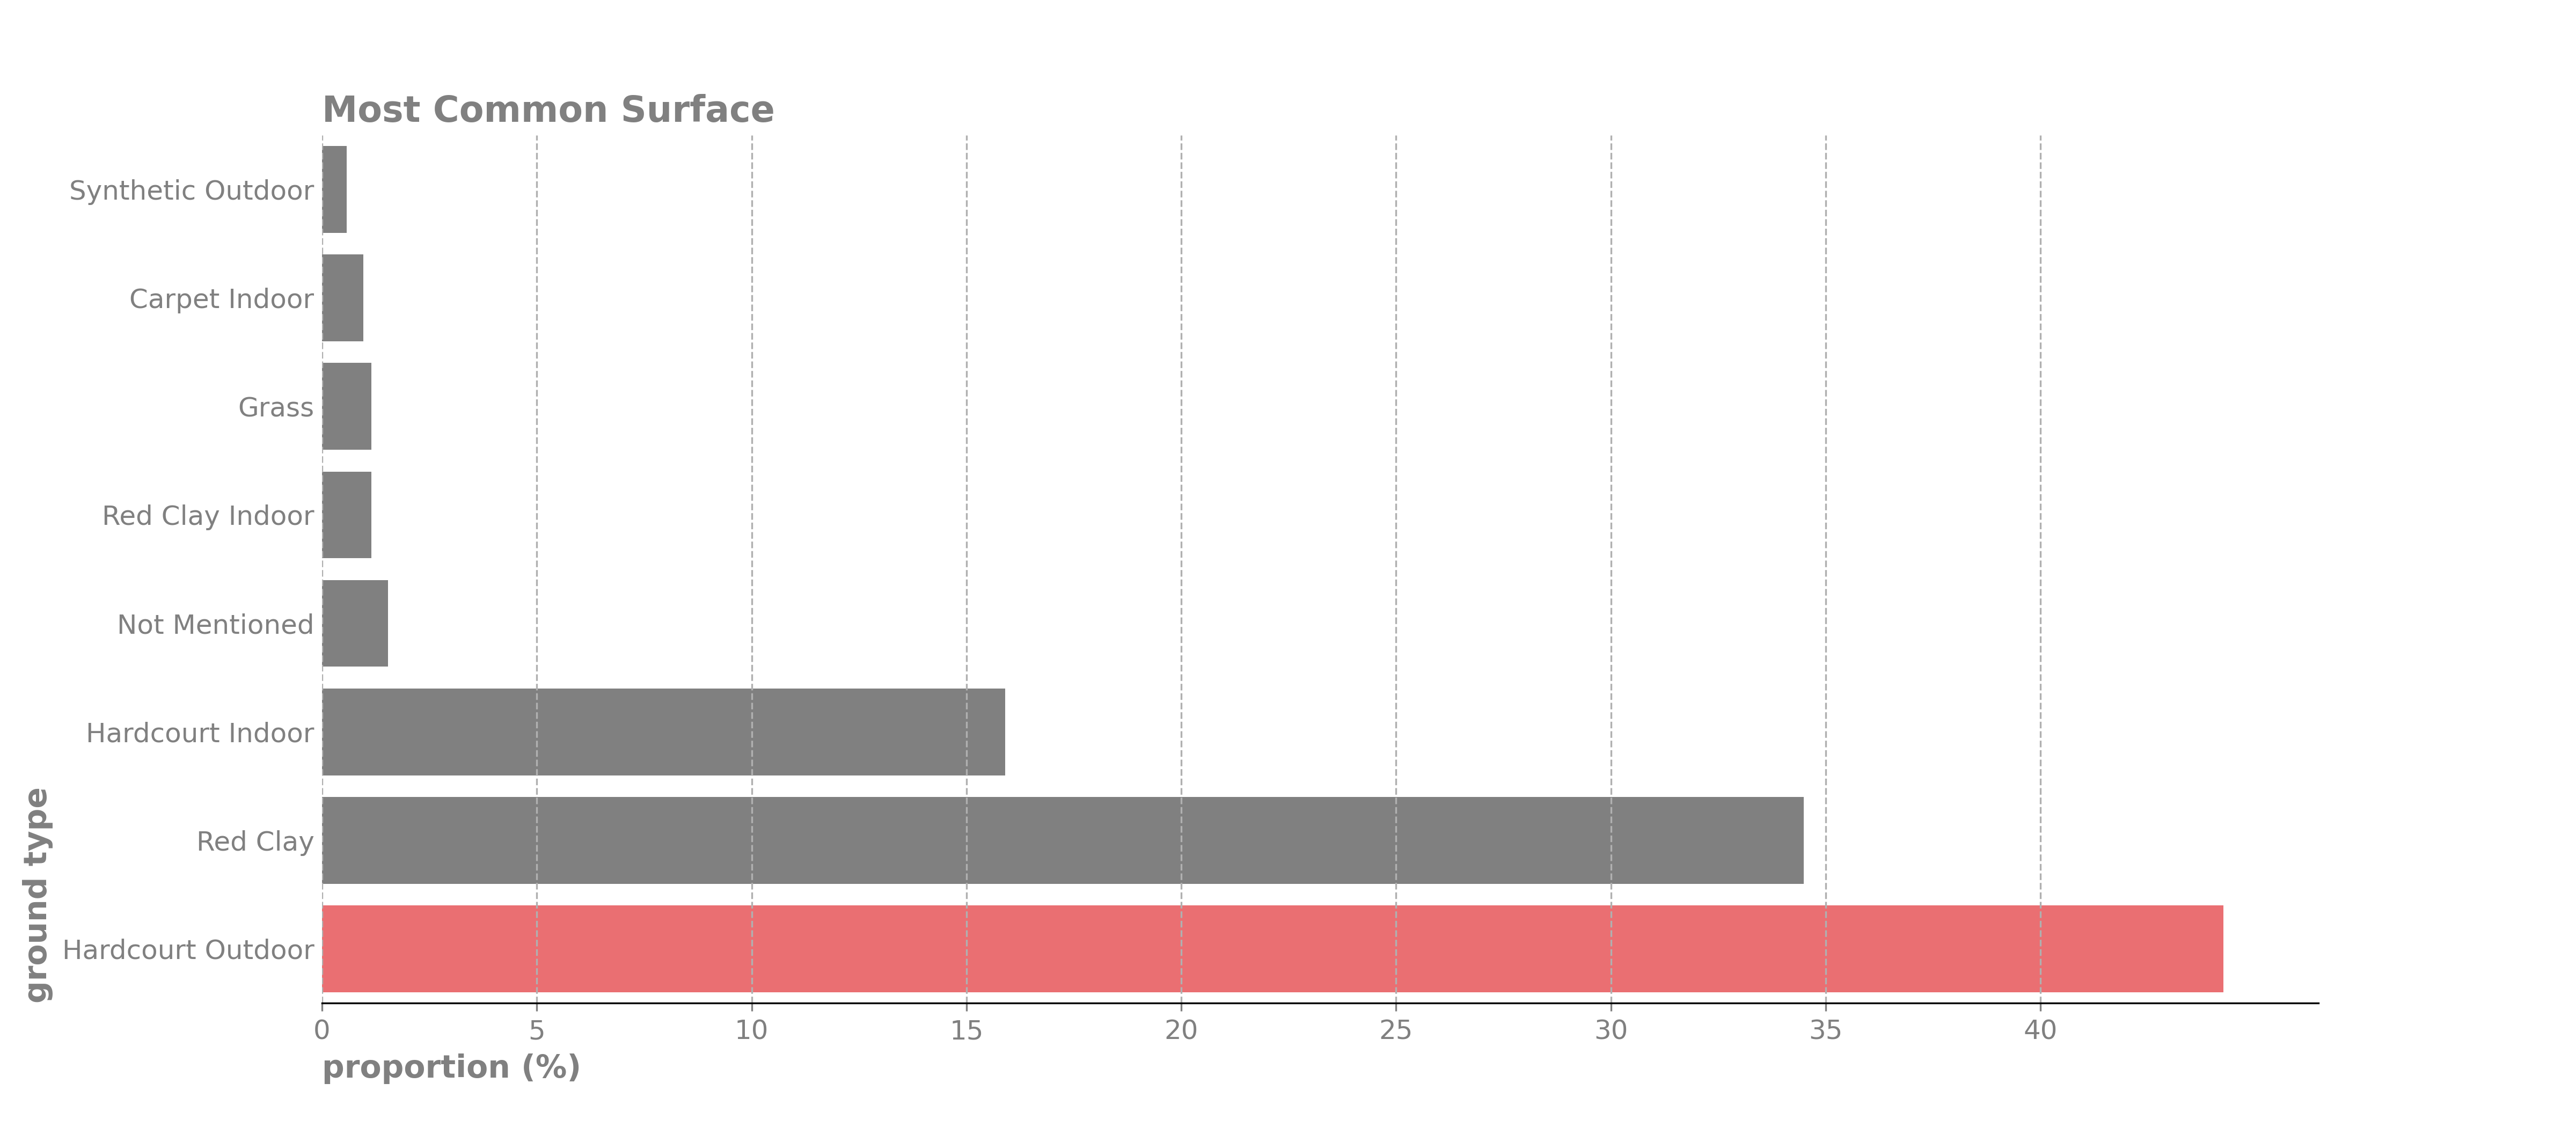 Most Common Surface
Synthetic Outdoor
Carpet Indoor
Grass
Red Clay Indoor
Not Mentioned
Hardcourt Indoor
Red Clay
Hardcourt Outdoor
ground type
0 5 10 15 20 25 30 35 40
proportion (%)